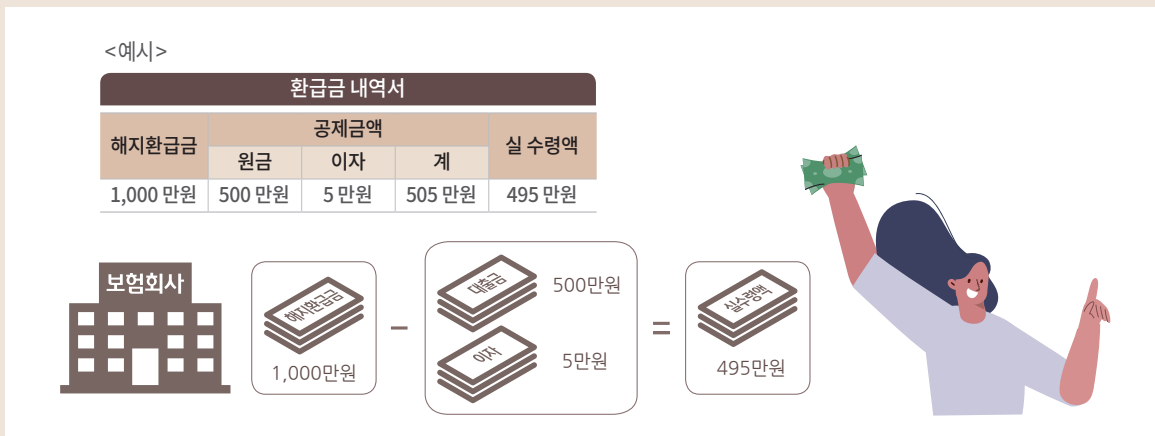 <예시>
환급금 내역서
해지환급금 공제금액 실 수령액
원금 이자 계
1,000 만원 500 만원 5 만원 505 만원 495 만원
보험회사
해지환급금
1,000만원
–
대출금
500만원
이자
5만원
=
실수령액
495만원